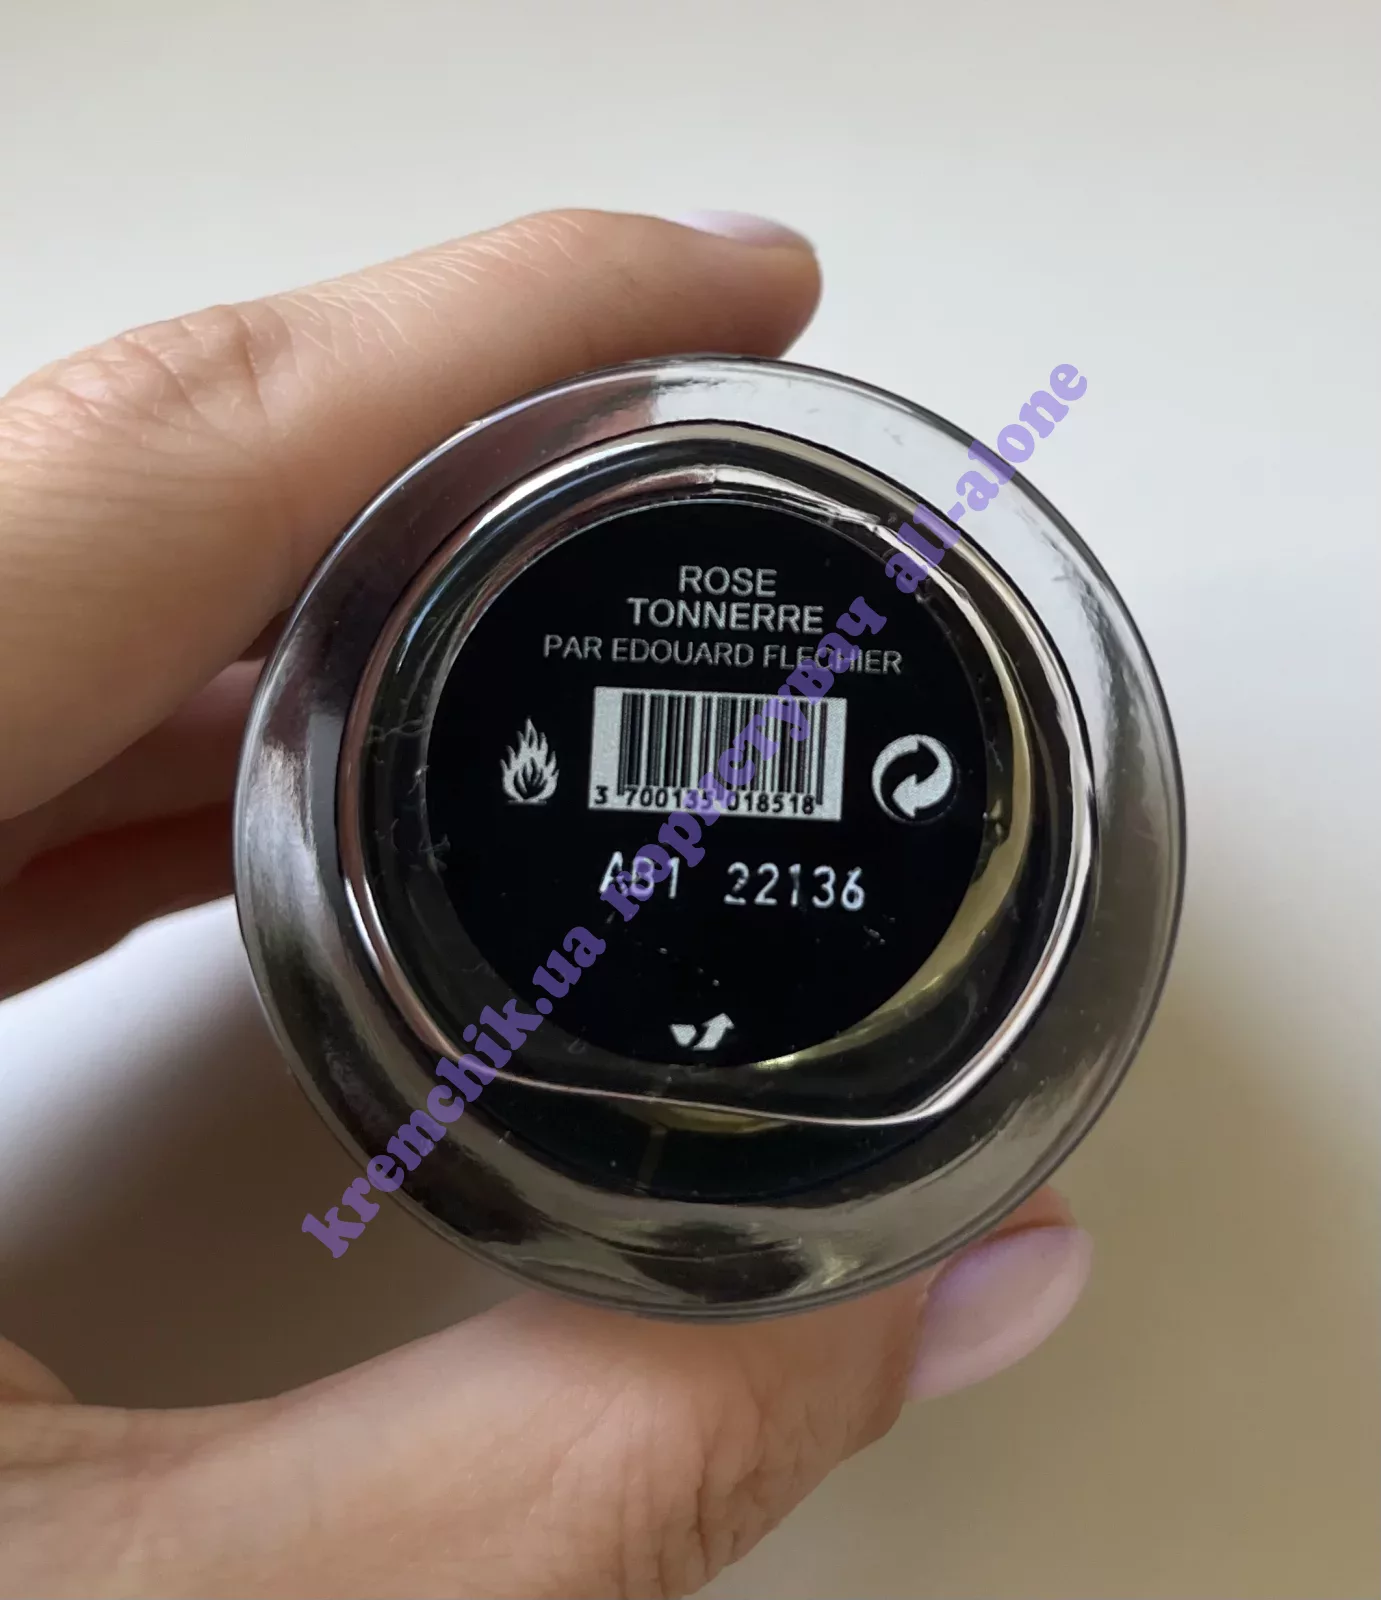 ROSE
TONNERRE
PAR EDOUARD FLECHIER
3 700135 018518
AB1 22136
kremchik.ua користувач all-alone